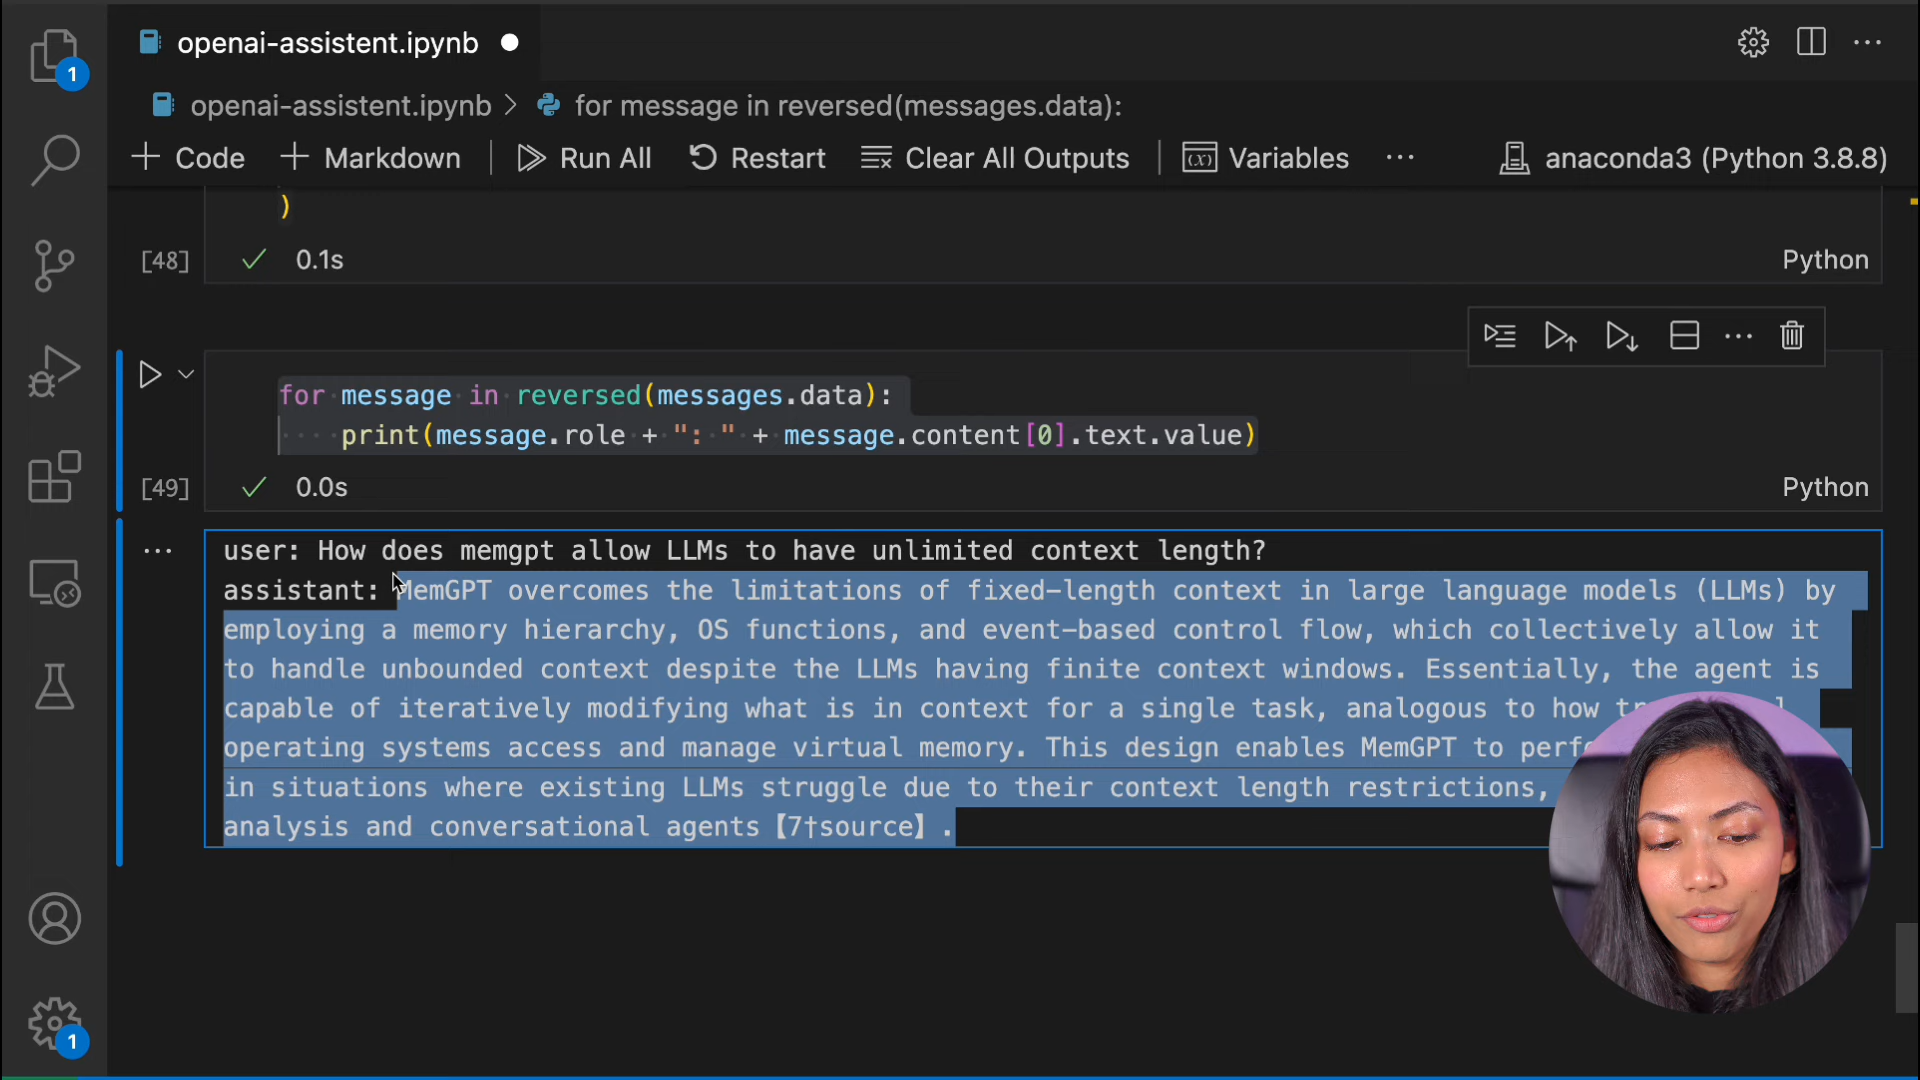 openai-assistent.ipynb
openai-assistent.ipynb > for message in reversed(messages.data):
+ Code + Markdown | Run All Restart Clear All Outputs | (x) Variables ... anaconda3 (Python 3.8.8)
)
[48] 0.1s Python
for message in reversed(messages.data):
print(message.role + ": " + message.content[0].text.value)
[49] 0.0s Python
user: How does memgpt allow LLMs to have unlimited context length?
assistant: MemGPT overcomes the limitations of fixed-length context in large language models (LLMs) by
employing a memory hierarchy, OS functions, and event-based control flow, which collectively allow it
to handle unbounded context despite the LLMs having finite context windows. Essentially, the agent is
capable of iteratively modifying what is in context for a single task, analogous to how
operating systems access and manage virtual memory. This design enables MemGPT to
in situations where existing LLMs struggle due to their context length restrictions,
analysis and conversational agents【7†source】.
1
1